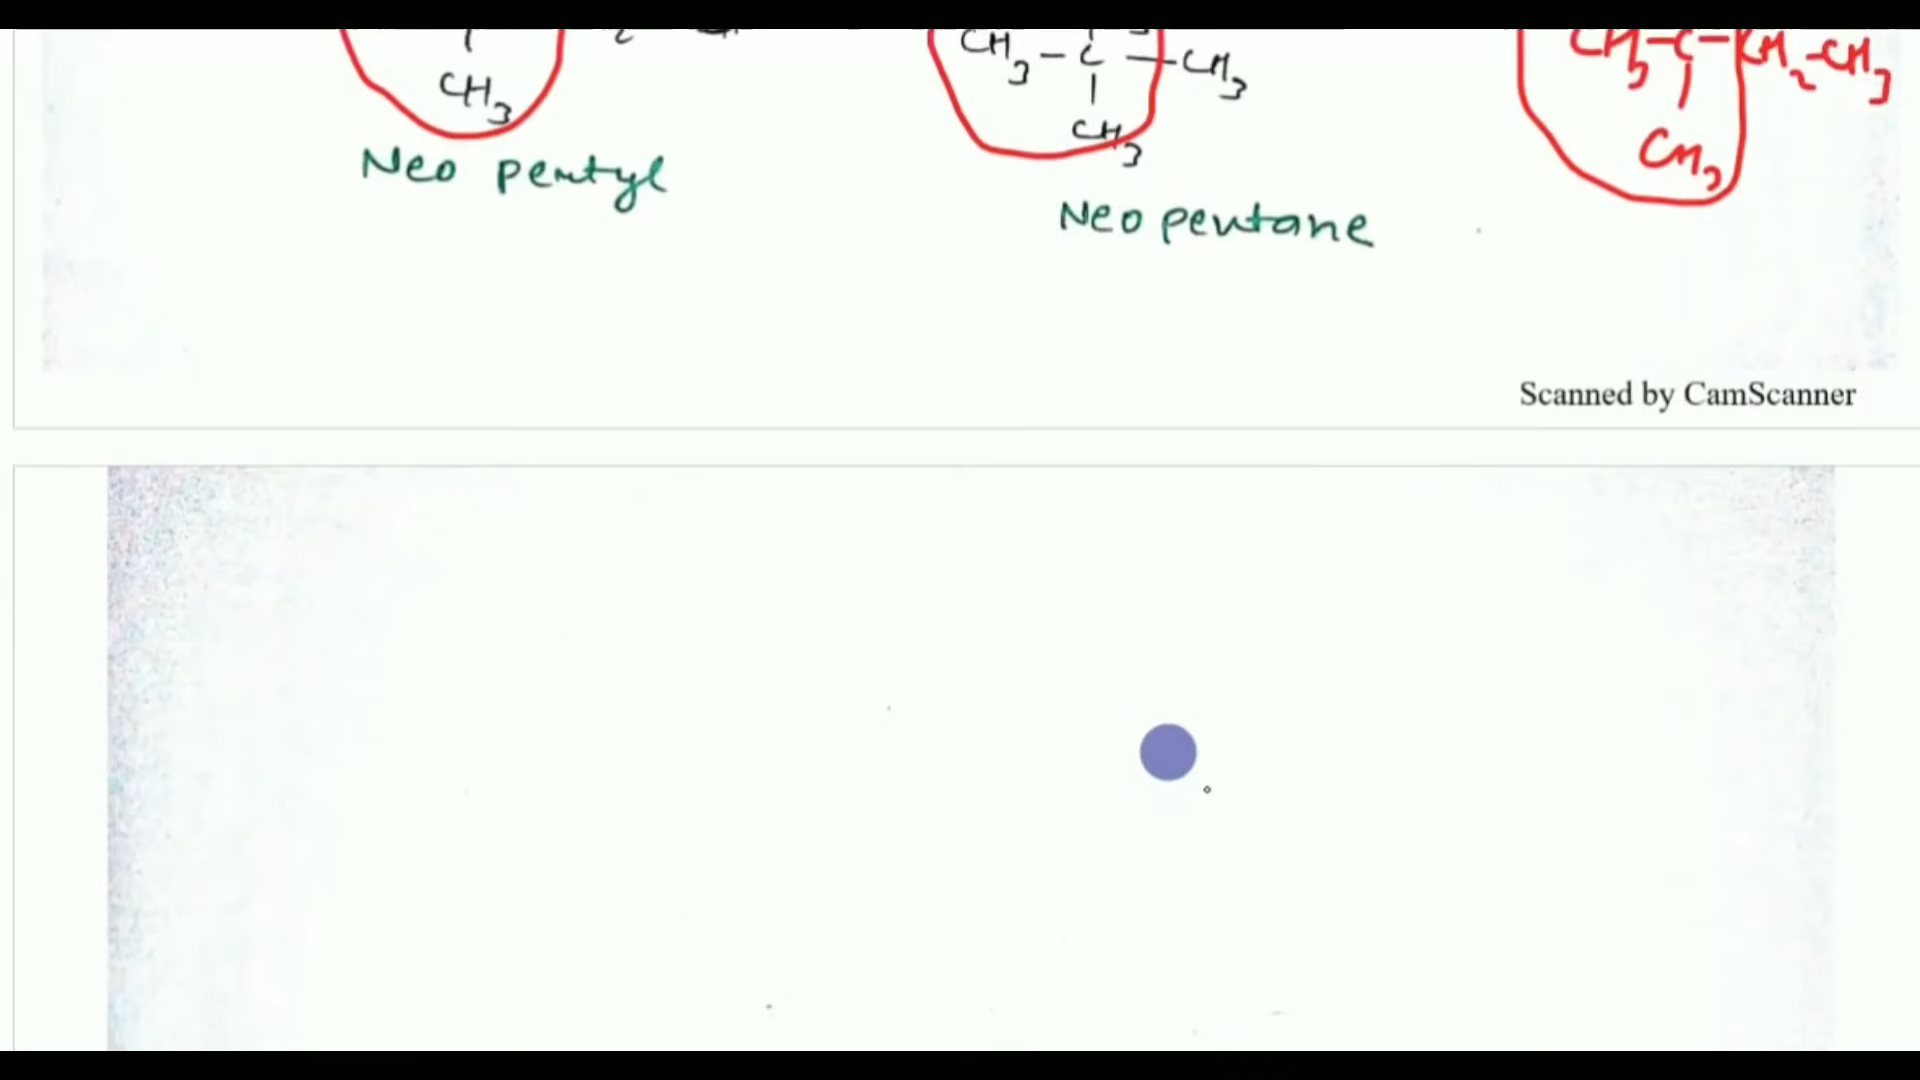 CH3 – C – CH3
CH3 – C – CH2 – CH3
CH3
CH3
CH3
Neo pentyl
Neo pentane
Scanned by CamScanner